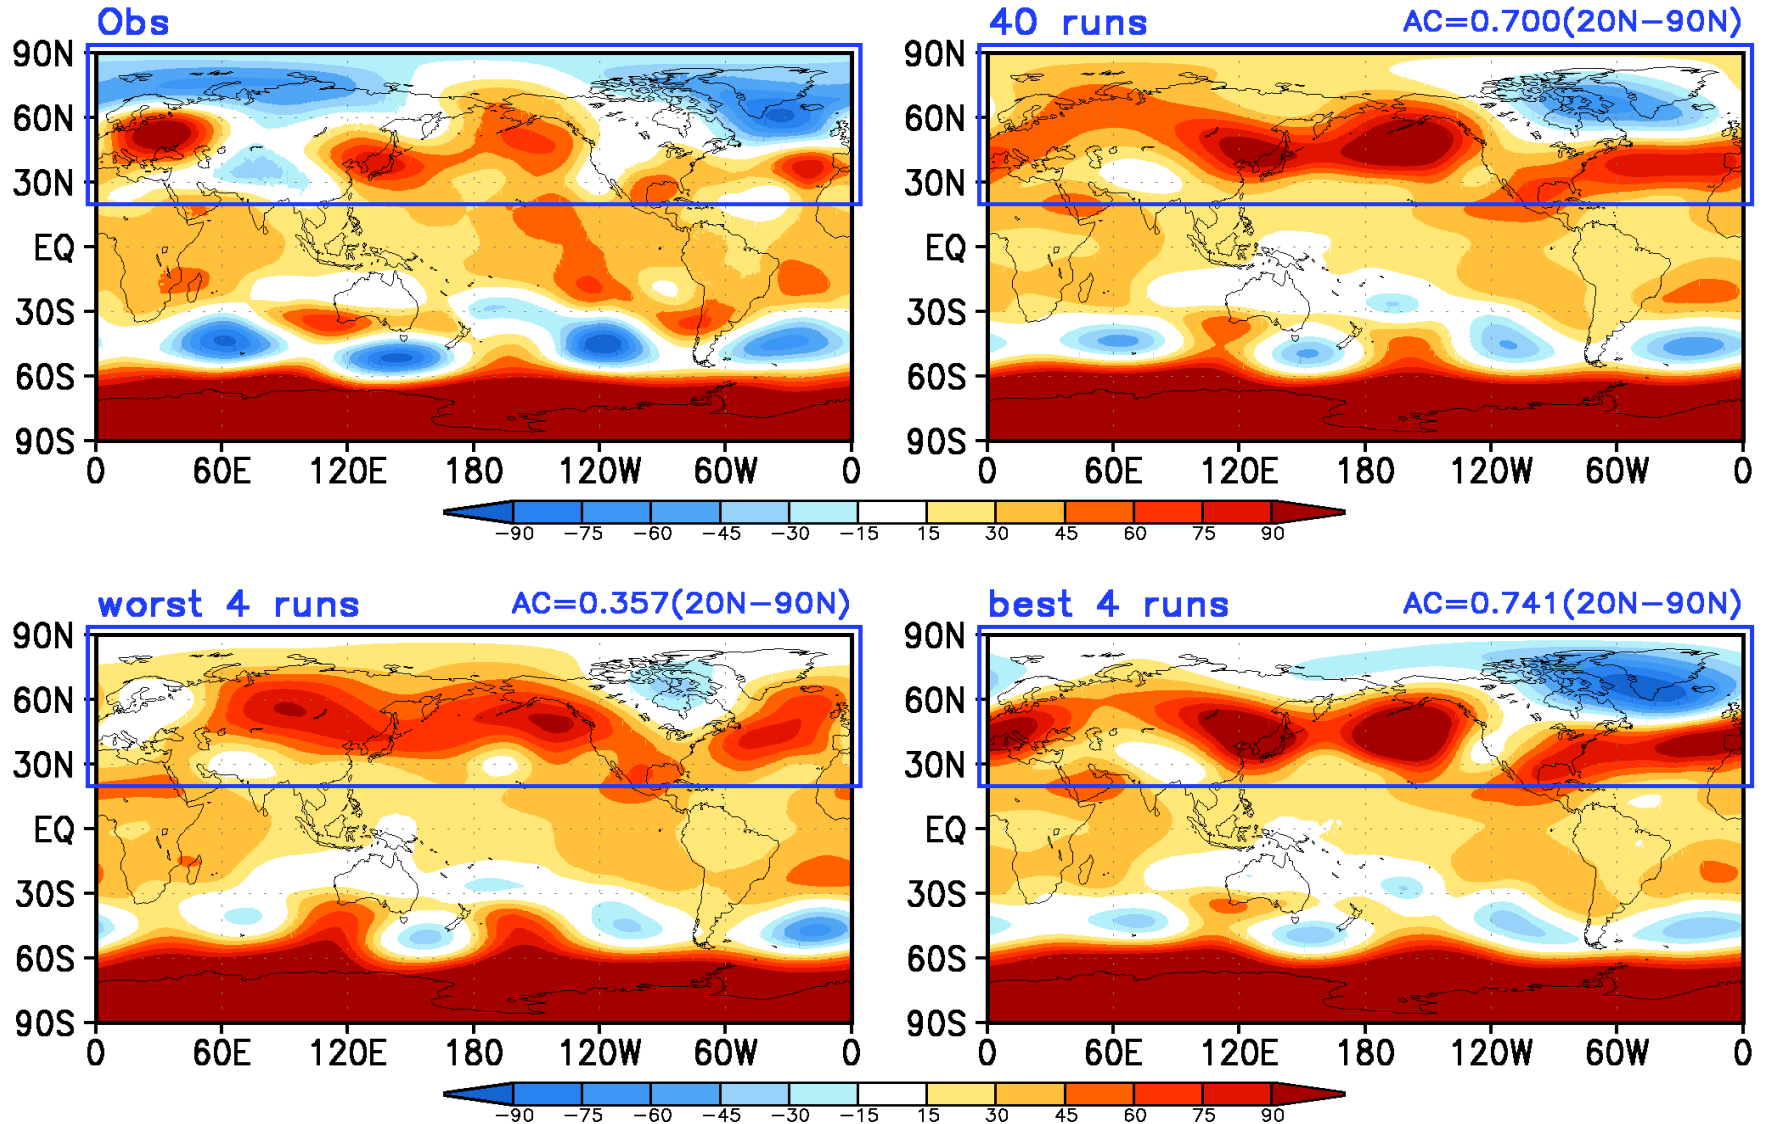 Obs
40 runs AC=0.700(20N−90N)
90N 90N
60N 60N
30N 30N
EQ EQ
30S 30S
60S 60S
90S 90S
0 60E 120E 180 120W 60W 0 0 60E 120E 180 120W 60W 0
−90 −75 −60 −45 −30 −15 15 30 45 60 75 90
worst 4 runs AC=0.357(20N−90N) best 4 runs AC=0.741(20N−90N)
90N 90N
60N 60N
30N 30N
EQ EQ
30S 30S
60S 60S
90S 90S
0 60E 120E 180 120W 60W 0 0 60E 120E 180 120W 60W 0
−90 −75 −60 −45 −30 −15 15 30 45 60 75 90